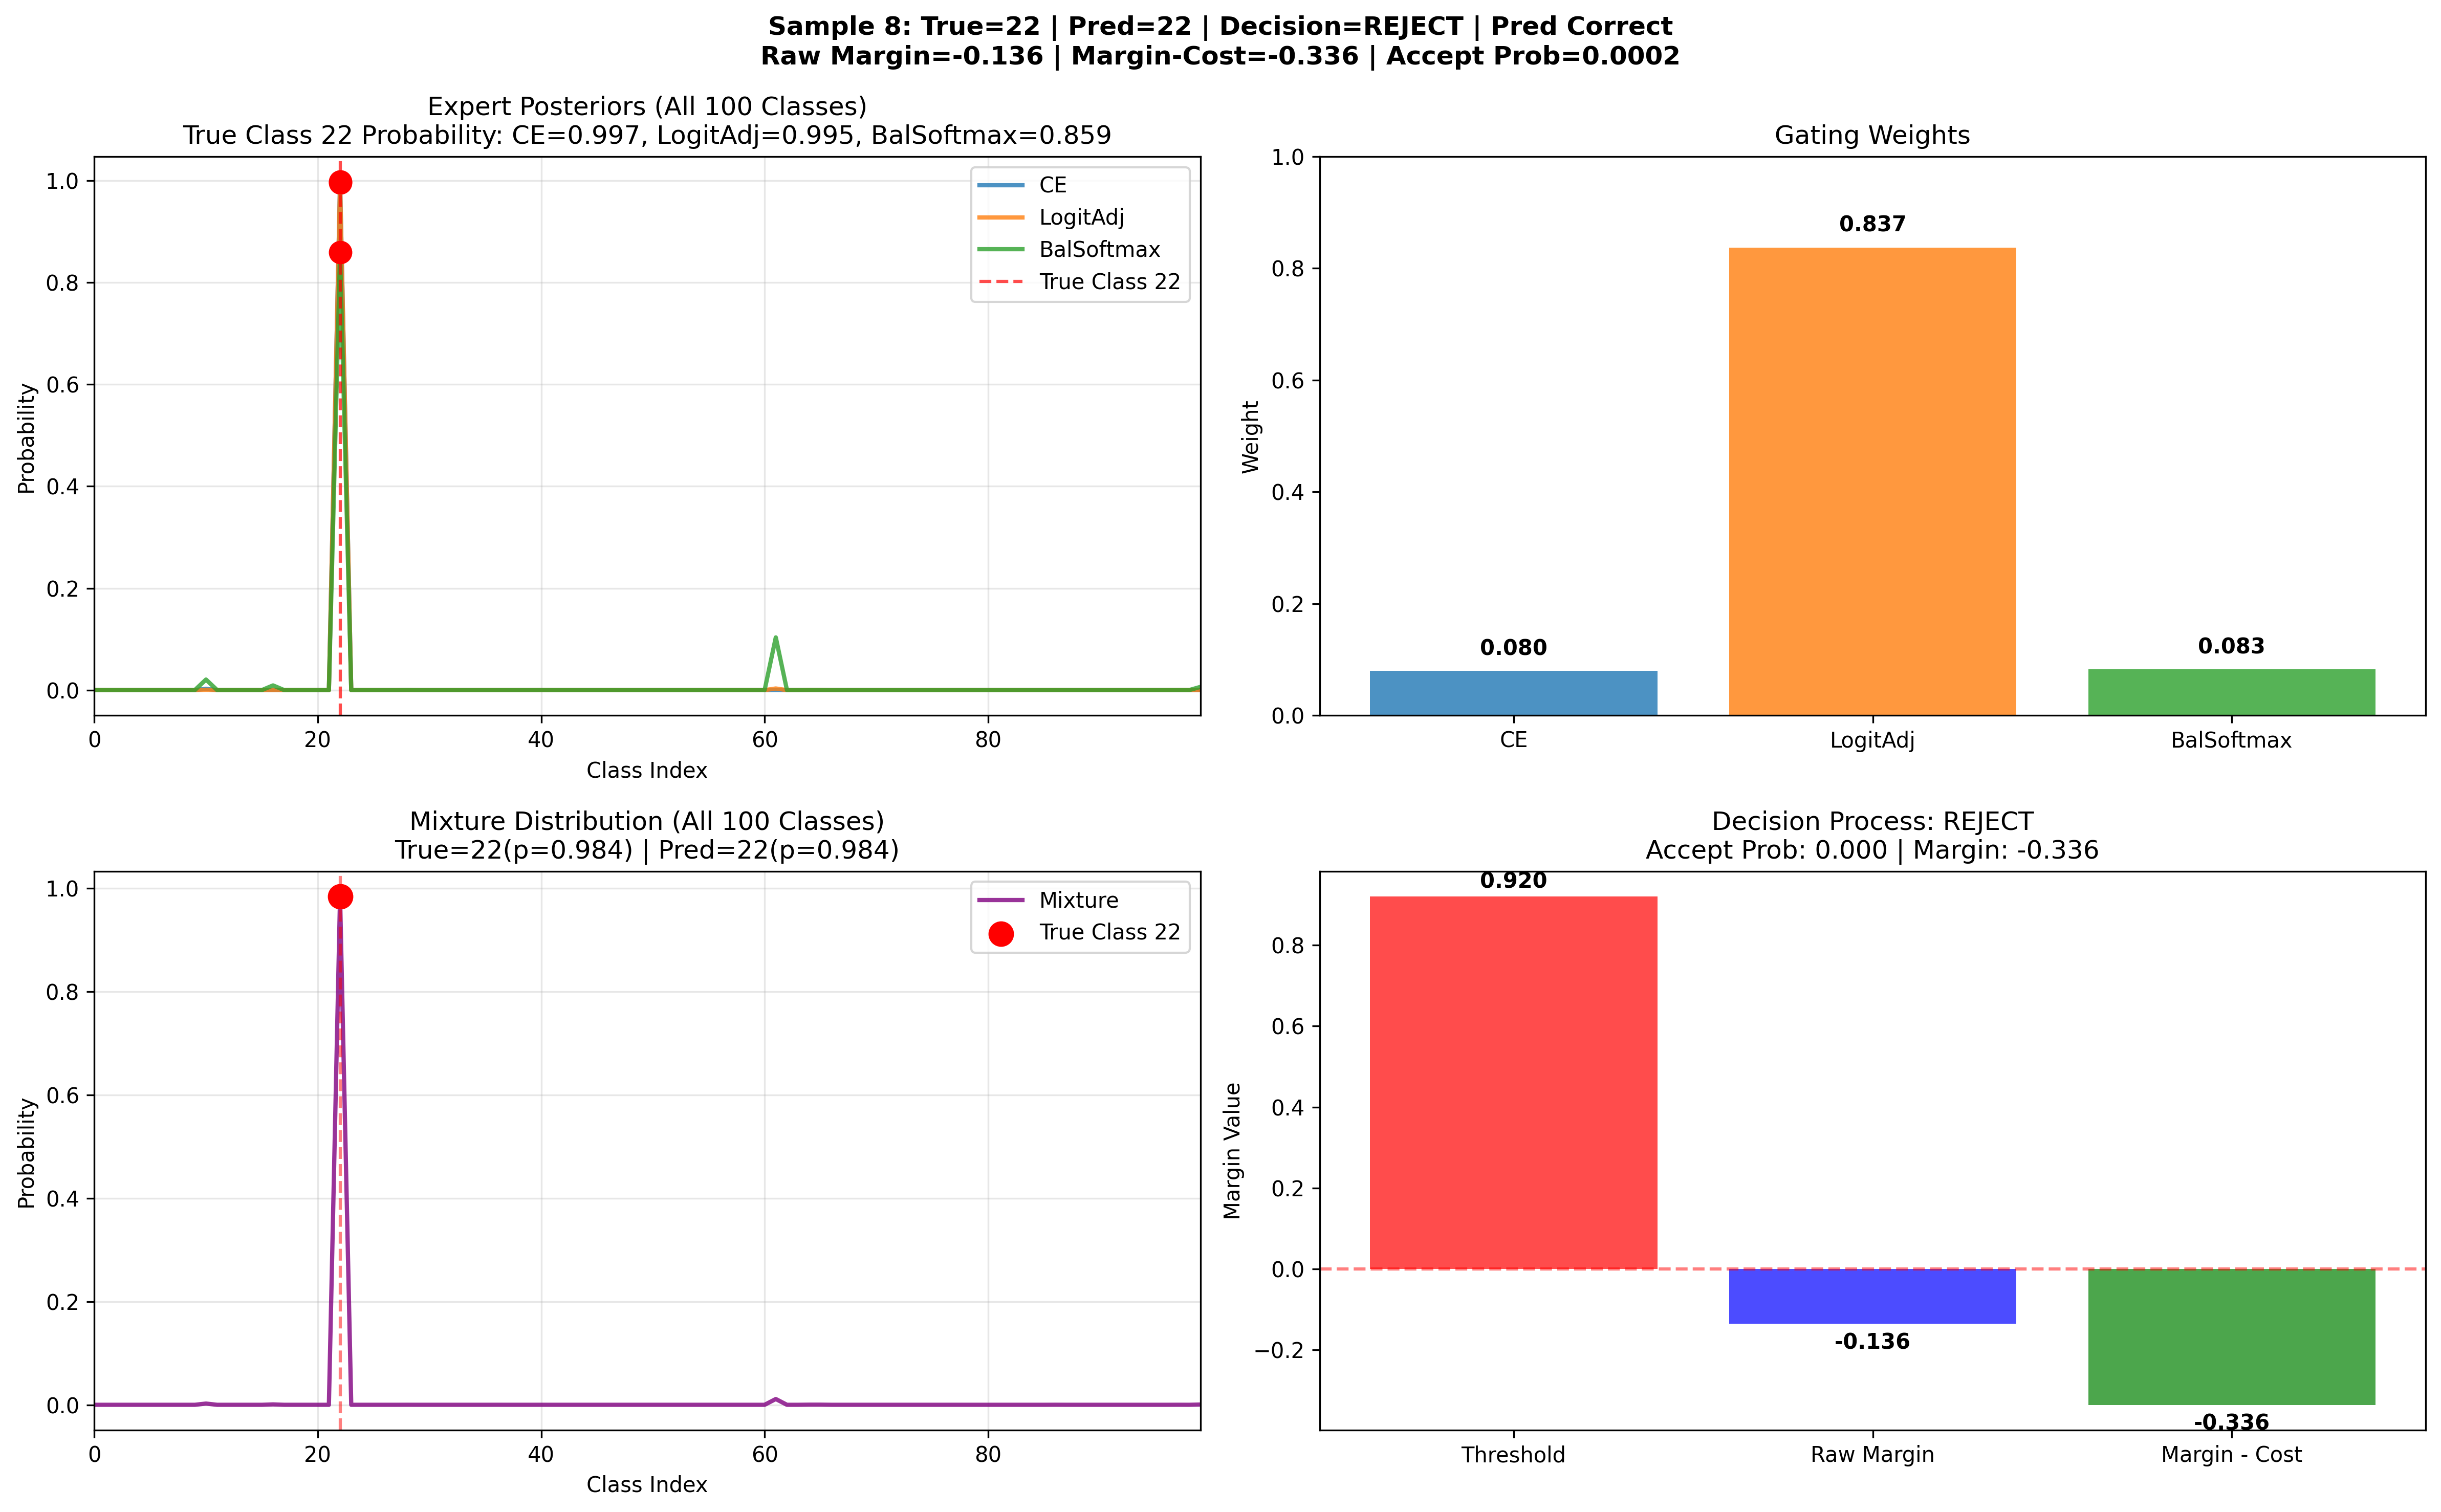 Sample 8: True=22 | Pred=22 | Decision=REJECT | Pred Correct
Raw Margin=-0.136 | Margin-Cost=-0.336 | Accept Prob=0.0002
Expert Posteriors (All 100 Classes)
True Class 22 Probability: CE=0.997, LogitAdj=0.995, BalSoftmax=0.859
Probability
1.0
0.8
0.6
0.4
0.2
0.0
0
20
40
60
80
Class Index
CE
LogitAdj
BalSoftmax
True Class 22
Gating Weights
Weight
1.0
0.8
0.6
0.4
0.2
0.0
0.080
0.837
0.083
CE
LogitAdj
BalSoftmax
Mixture Distribution (All 100 Classes)
True=22(p=0.984) | Pred=22(p=0.984)
Probability
1.0
0.8
0.6
0.4
0.2
0.0
0
20
40
60
80
Class Index
Mixture
True Class 22
Decision Process: REJECT
Accept Prob: 0.000 | Margin: -0.336
Margin Value
0.8
0.6
0.4
0.2
0.0
−0.2
0.920
-0.136
-0.336
Threshold
Raw Margin
Margin - Cost